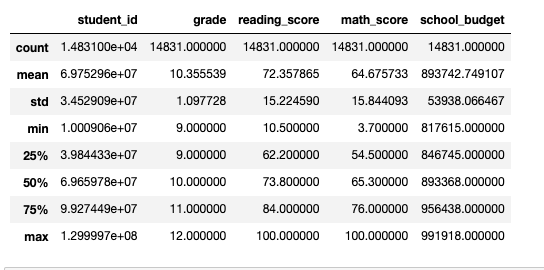 student_id grade reading_score math_score school_budget
count 1.483100e+04 14831.000000 14831.000000 14831.000000 14831.000000
mean 6.975296e+07 10.355539 72.357865 64.675733 893742.749107
std 3.452909e+07 1.097728 15.224590 15.844093 53938.066467
min 1.000906e+07 9.000000 10.500000 3.700000 817615.000000
25% 3.984433e+07 9.000000 62.200000 54.500000 846745.000000
50% 6.965978e+07 10.000000 73.800000 65.300000 893368.000000
75% 9.927449e+07 11.000000 84.000000 76.000000 956438.000000
max 1.299997e+08 12.000000 100.000000 100.000000 991918.000000